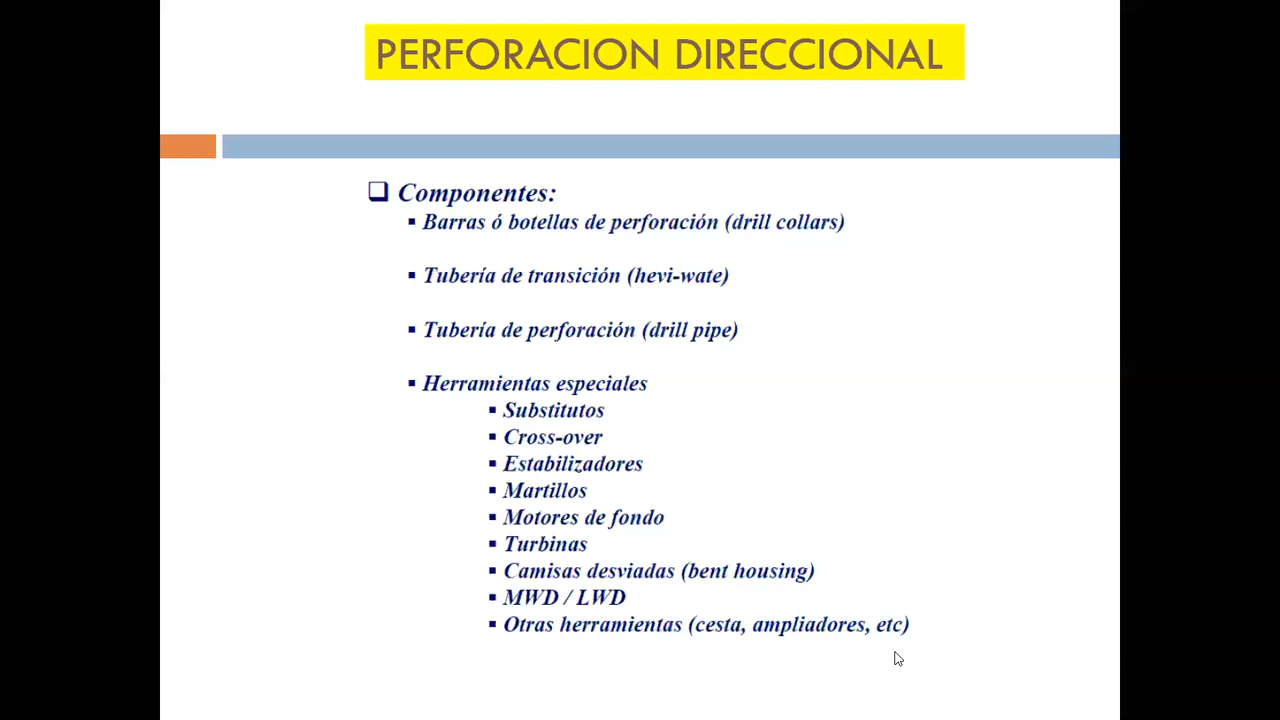 PERFORACION DIRECCIONAL
Componentes:
Barras ó botellas de perforación (drill collars)
Tubería de transición (hevi-wate)
Tubería de perforación (drill pipe)
Herramientas especiales
Substitutos
Cross-over
Estabilizadores
Martillos
Motores de fondo
Turbinas
Camisas desviadas (bent housing)
MWD / LWD
Otras herramientas (cesta, ampliadores, etc)